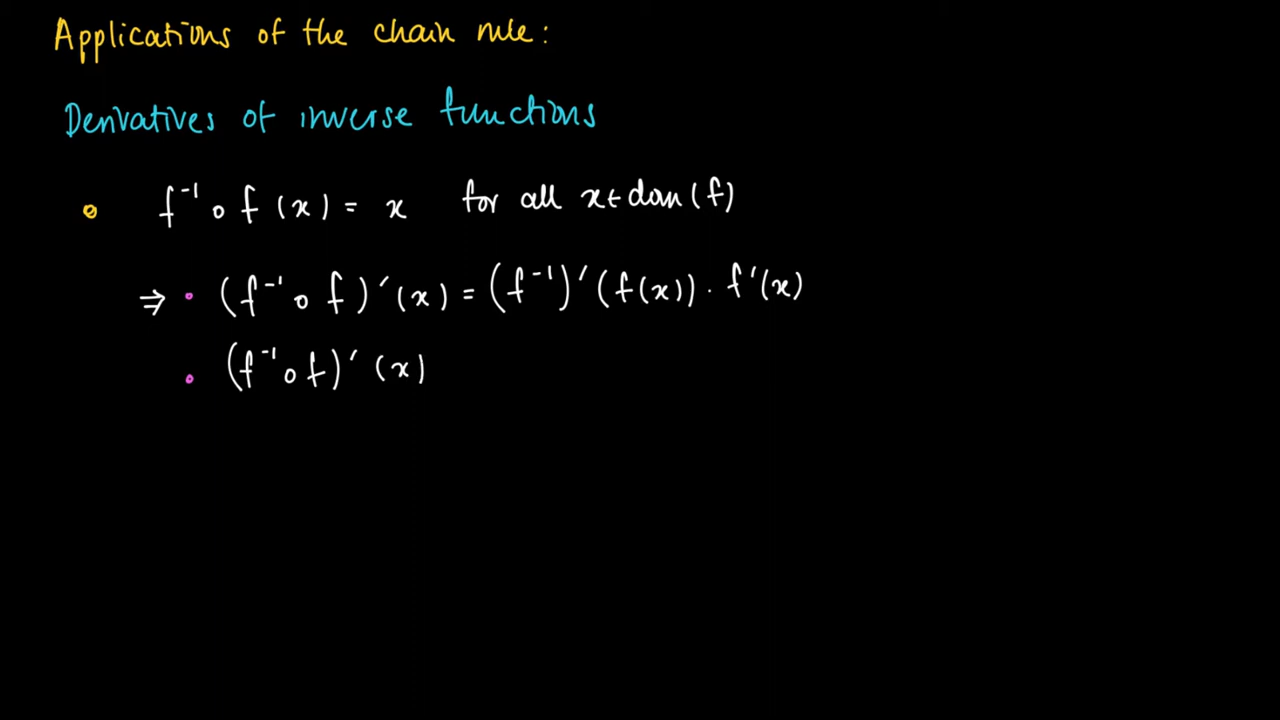 Applications of the chain rule:
Derivatives of inverse functions
f⁻¹ ∘ f (x) = x for all x ∈ dom(f)
⇒ • (f⁻¹ ∘ f)′(x) = (f⁻¹)′(f(x)) · f′(x)
• (f⁻¹ ∘ f)′(x)